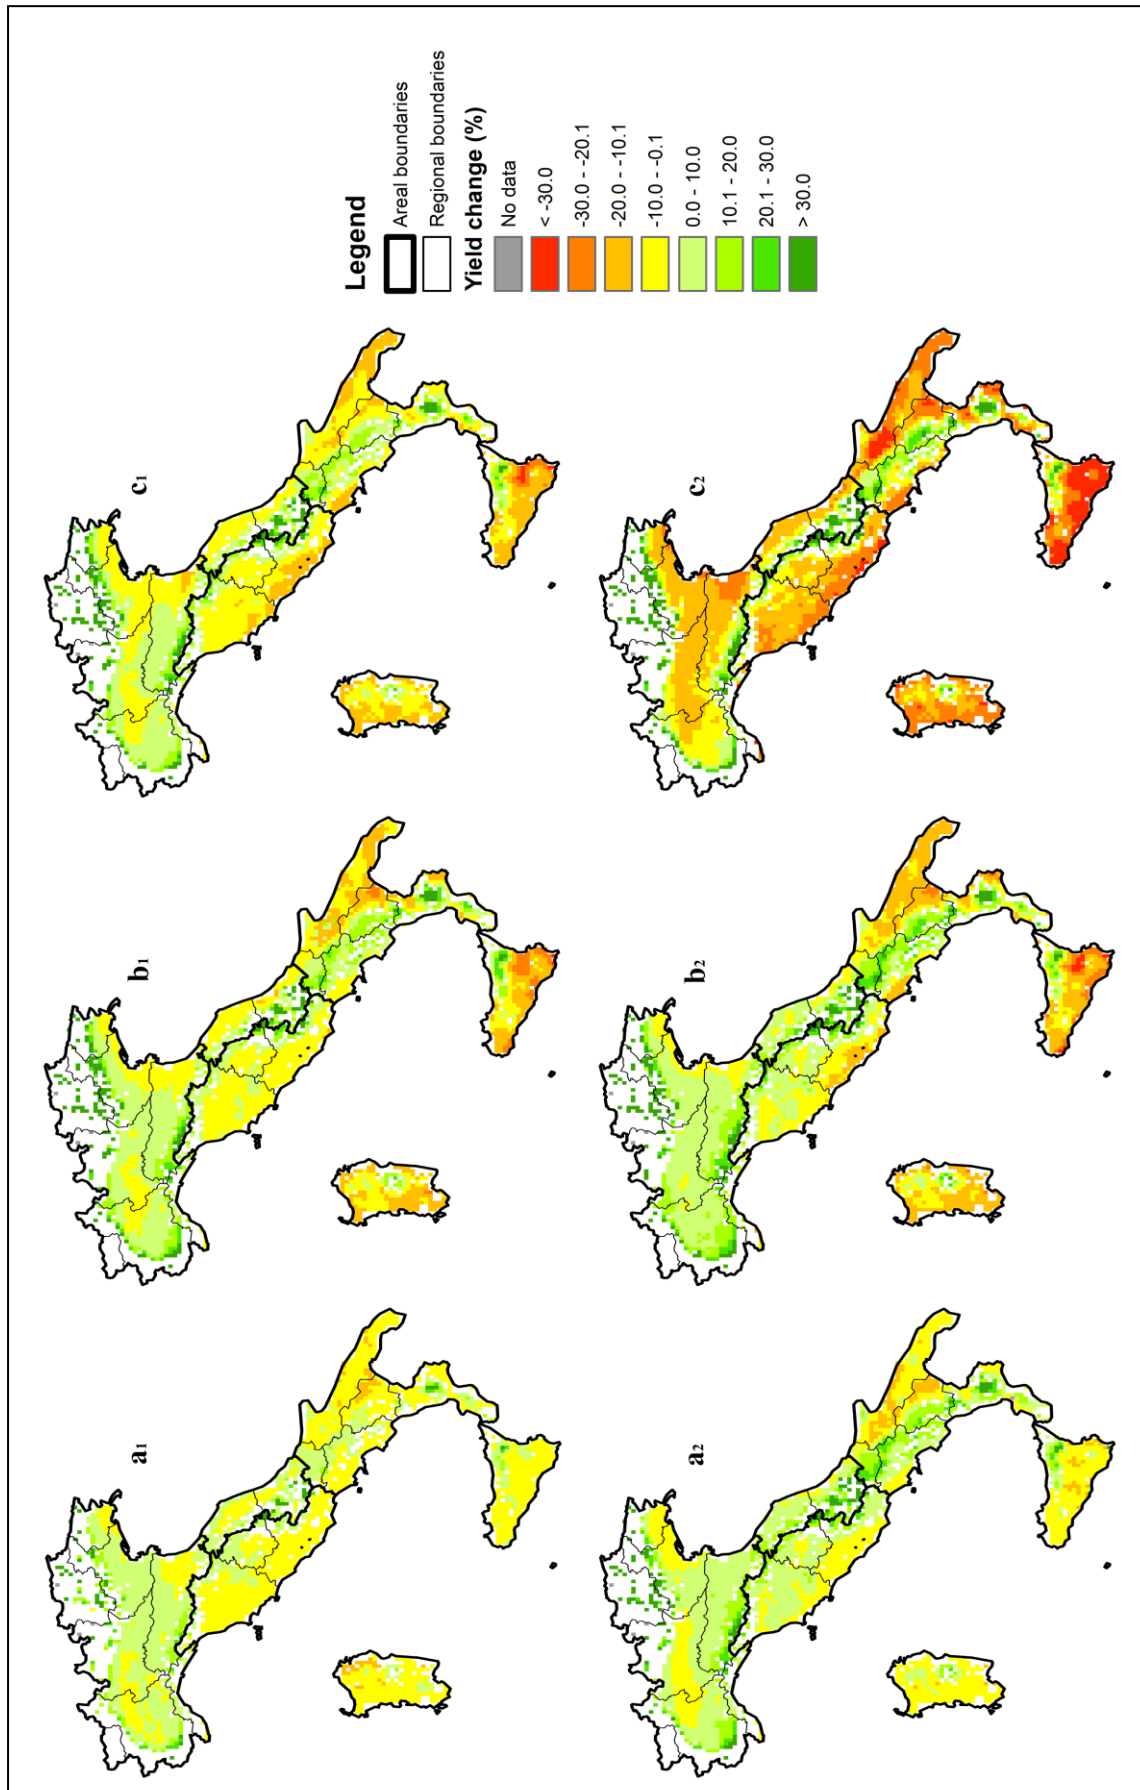 a1
b1
c1
a2
b2
c2
Legend
Areal boundaries
Regional boundaries
Yield change (%)
No data
< -30.0
-30.0 - -20.1
-20.0 - -10.1
-10.0 - -0.1
0.0 - 10.0
10.1 - 20.0
20.1 - 30.0
> 30.0